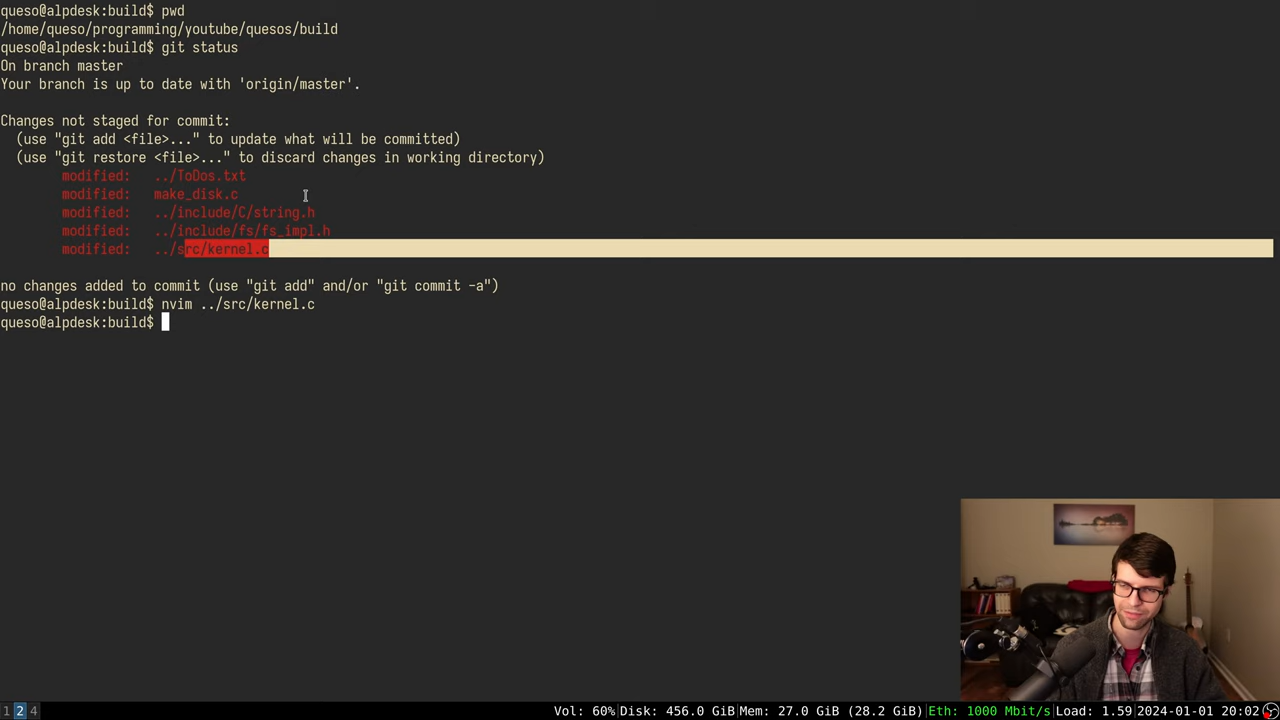 queso@alpdesk:build$ pwd
/home/queso/programming/youtube/quesos/build
queso@alpdesk:build$ git status
On branch master
Your branch is up to date with 'origin/master'.
Changes not staged for commit:
  (use "git add <file>..." to update what will be committed)
  (use "git restore <file>..." to discard changes in working directory)
        modified:   ../ToDos.txt
        modified:   make_disk.c
        modified:   ../include/C/string.h
        modified:   ../include/fs/fs_impl.h
        modified:   ../src/kernel.c
no changes added to commit (use "git add" and/or "git commit -a")
queso@alpdesk:build$ nvim ../src/kernel.c
queso@alpdesk:build$
1 2 4 Vol: 60%|Disk: 456.0 GiB|Mem: 27.0 GiB (28.2 GiB)|Eth: 1000 Mbit/s|Load: 1.59|2024-01-01 20:02